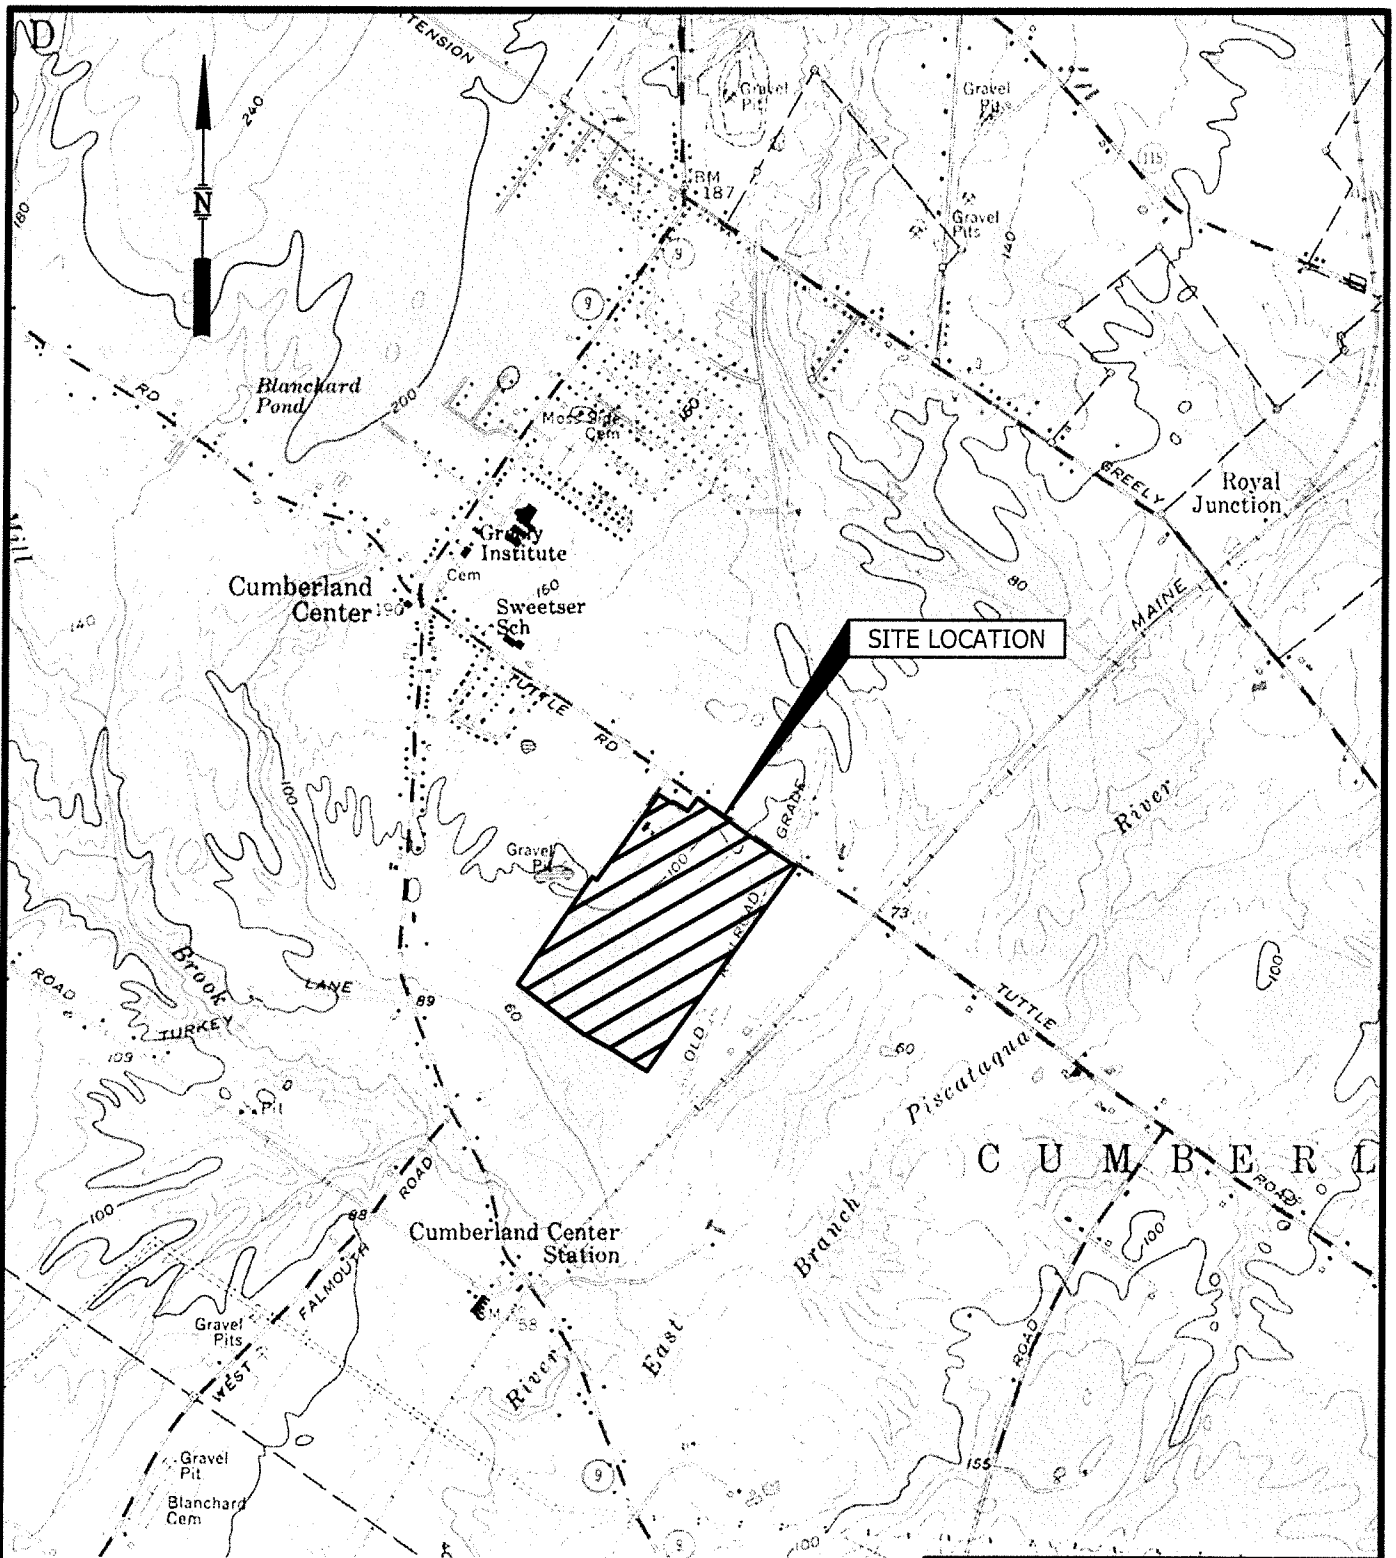 D
TENSION
240
Gravel
Pit
Gravel
Pits
115
N
180
BM
187
Gravel
Pits
140
9
9
RD
Blanchard
Pond
200
Moss Side
Cem
160
GREELY
Royal
Junction
Mill
Institute
Cem
Cumberland
Center
190
160
Sweetser
Sch
80
MAINE
140
SITE LOCATION
TUTTLE
RD
100
GRADE
River
Gravel
Pit
100
RAILROAD
73
Brook
ROAD
LANE
100
89
TURKEY
60
TUTTLE
109
OLD
60
Piscataqua
Pit
CUMBERL
ROAD
ROAD
100
88
Cumberland Center
Station
100
Branch
FALMOUTH
Gravel
Pits
58
East
ROAD
WEST
River
Gravel
Pit
155
9
Blanchard
Cem
9
100